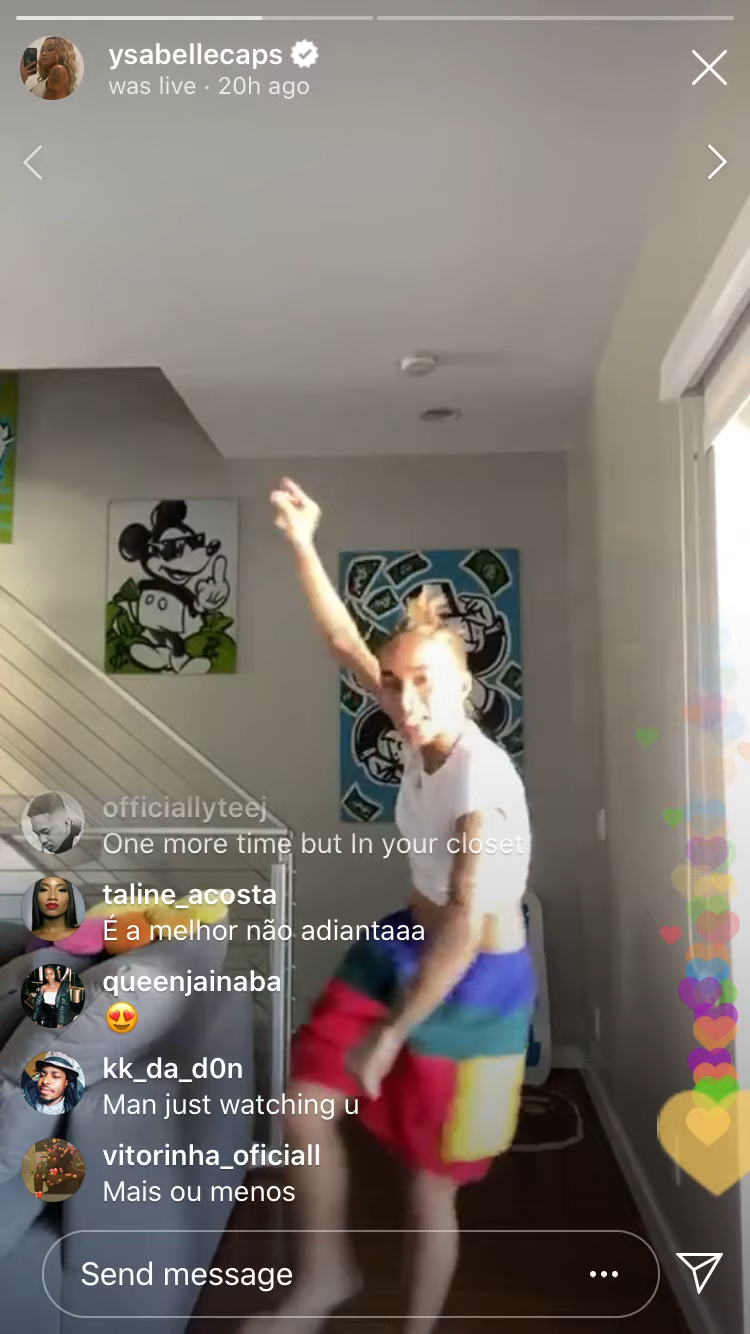 ysabellecaps
was live · 20h ago
officiallyteej
One more time but In your closet
taline_acosta
É a melhor não adiantaaa
queenjainaba
😍
kk_da_d0n
Man just watching u
vitorinha_oficiall
Mais ou menos
Send message